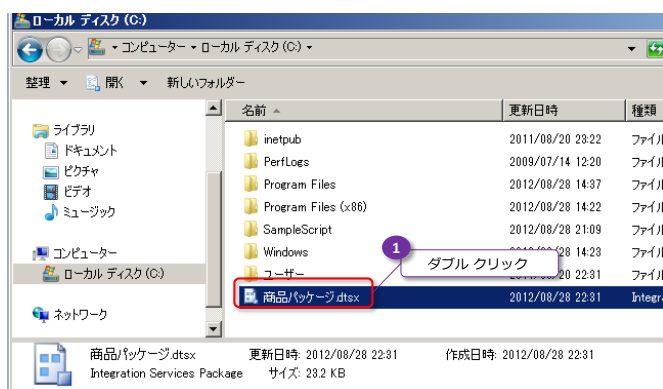 ローカル ディスク (C:)
コンピューター ローカル ディスク (C:)
整理 開く 新しいフォルダー
名前 更新日時 種類
ライブラリ
ドキュメント
ピクチャ
ビデオ
ミュージック
コンピューター
ローカル ディスク (C:)
ネットワーク
inetpub 2011/08/20 23:22 ファイル
PerfLogs 2009/07/14 12:20 ファイル
Program Files 2012/08/28 14:37 ファイル
Program Files (x86) 2012/08/28 14:22 ファイル
SampleScript 2012/08/28 21:09 ファイル
Windows 28 14:23 ファイル
1
ダブル クリック
ユーザー 20 22:31 ファイル
商品パッケージ.dtsx 2012/08/28 22:31 Integr
商品パッケージ.dtsx 更新日時: 2012/08/28 22:31 作成日時: 2012/08/28 22:31
Integration Services Package サイズ: 23.2 KB